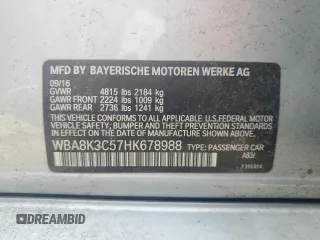 MFD BY BAYERISCHE MOTOREN WERKE AG
09/16
GVWR 4815 lbs 2184 kg
GAWR FRONT 2224 lbs 1009 kg
GAWR REAR 2736 lbs 1241 kg
THIS VEHICLE CONFORMS TO ALL APPLICABLE
U.S. FEDERAL MOTOR VEHICLE SAFETY,
BUMPER AND THEFT PREVENTION STANDARDS
IN EFFECT ON THE DATE OF MANUFACTURE
SHOWN ABOVE.
WBA8K3C57HK678988
TYPE: PASSENGER CAR
A83I
DREAMBID
DREAMBID